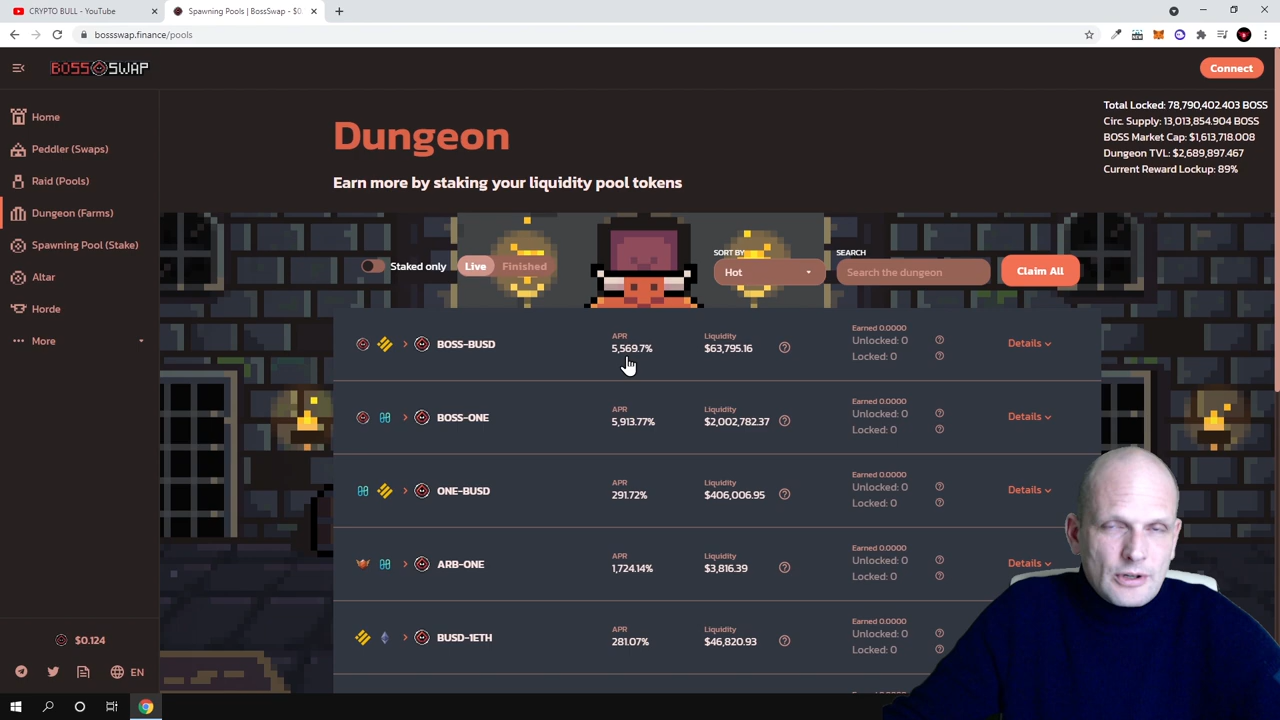 CRYPTO BULL - YouTube
Spawning Pools | BossSwap - $0.
bossswap.finance/pools
BOSS SWAP
Connect
Total Locked: 78,790,402.403 BOSS
Circ. Supply: 13,013,854.904 BOSS
BOSS Market Cap: $1,613,718.008
Dungeon TVL: $2,689,897.467
Current Reward Lockup: 89%
Home
Peddler (Swaps)
Raid (Pools)
Dungeon (Farms)
Spawning Pool (Stake)
Altar
Horde
More
Dungeon
Earn more by staking your liquidity pool tokens
Staked only
Live
Finished
SORT BY
Hot
SEARCH
Search the dungeon
Claim All
BOSS-BUSD
APR
5,569.7%
Liquidity
$63,795.16
Earned 0.0000
Unlocked: 0
Locked: 0
Details
BOSS-ONE
APR
5,913.77%
Liquidity
$2,002,782.37
Earned 0.0000
Unlocked: 0
Locked: 0
Details
ONE-BUSD
APR
291.72%
Liquidity
$406,006.95
Earned 0.0000
Unlocked: 0
Locked: 0
Details
ARB-ONE
APR
1,724.14%
Liquidity
$3,816.39
Earned 0.0000
Unlocked: 0
Locked: 0
Details
BUSD-1ETH
APR
281.07%
Liquidity
$46,820.93
Earned 0.0000
Unlocked: 0
Locked: 0
$0.124
EN